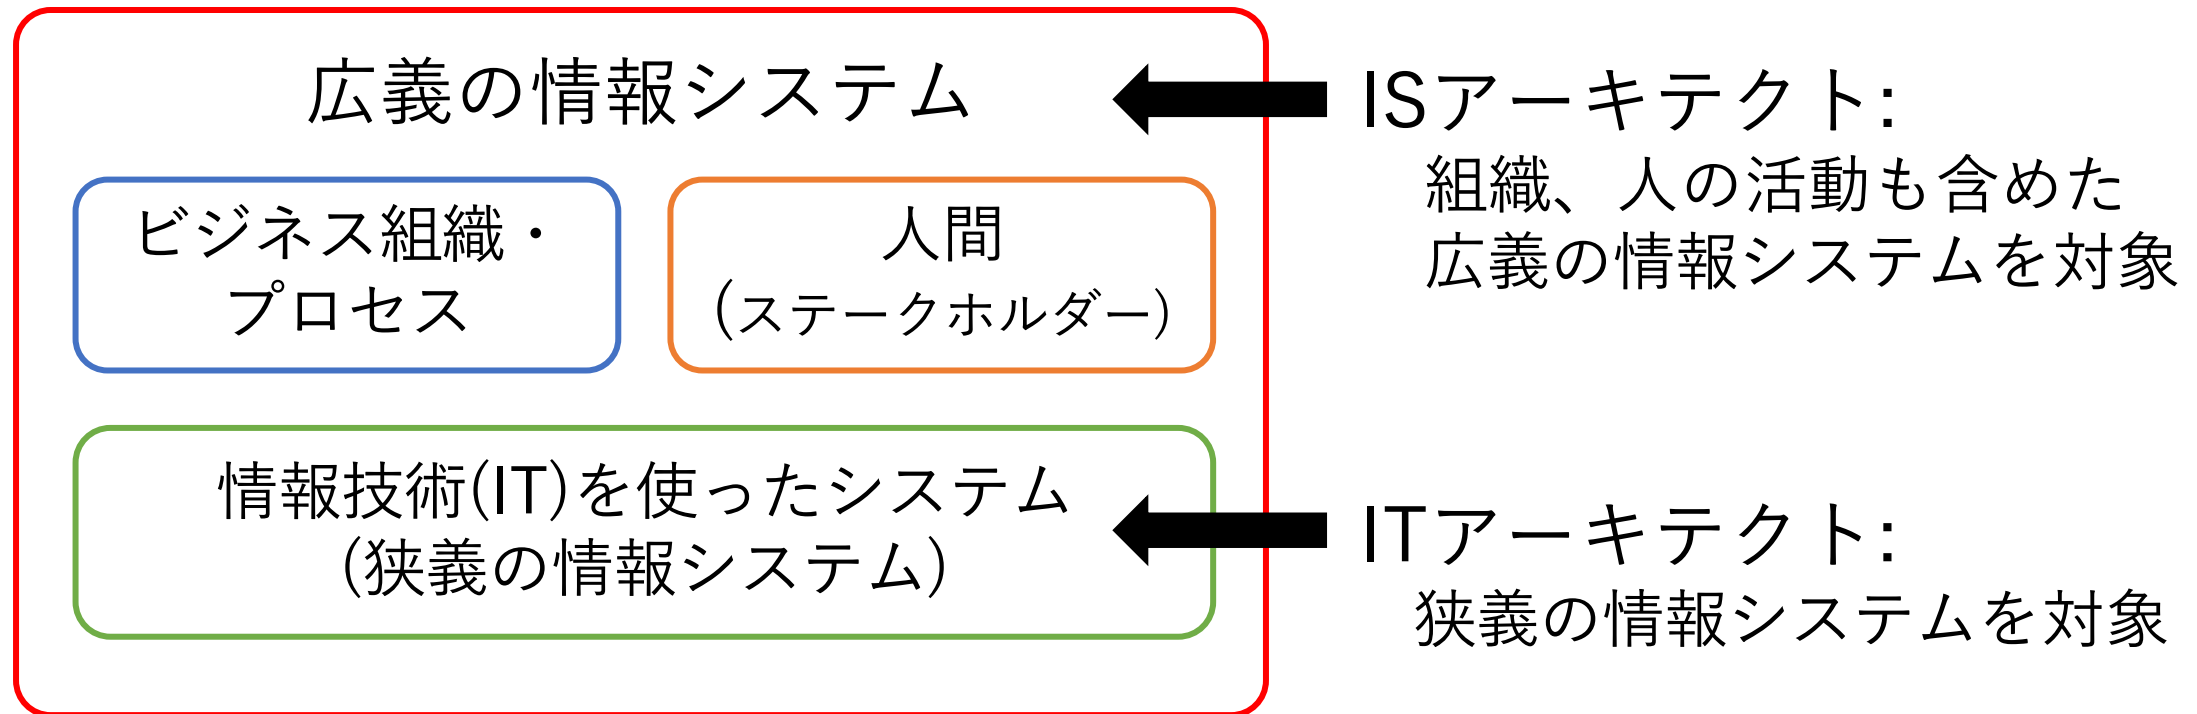 広義の情報システム
ビジネス組織・
プロセス
人間
(ステークホルダー)
情報技術(IT)を使ったシステム
(狭義の情報システム)
ISアーキテクト:
組織、人の活動も含めた
広義の情報システムを対象
ITアーキテクト:
狭義の情報システムを対象